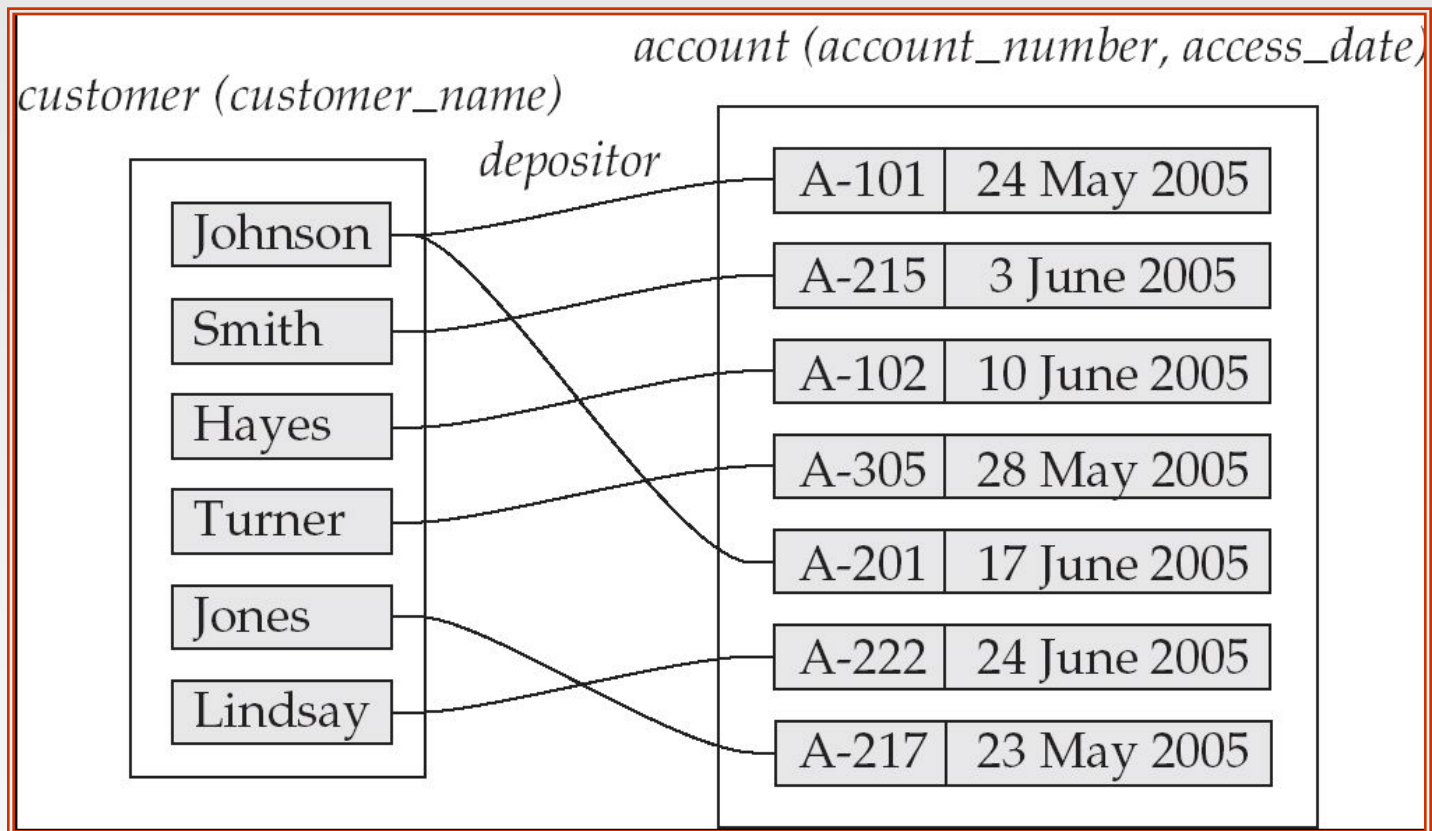 account (account_number, access_date)
customer (customer_name)
depositor
Johnson
Smith
Hayes
Turner
Jones
Lindsay
A-101 24 May 2005
A-215 3 June 2005
A-102 10 June 2005
A-305 28 May 2005
A-201 17 June 2005
A-222 24 June 2005
A-217 23 May 2005